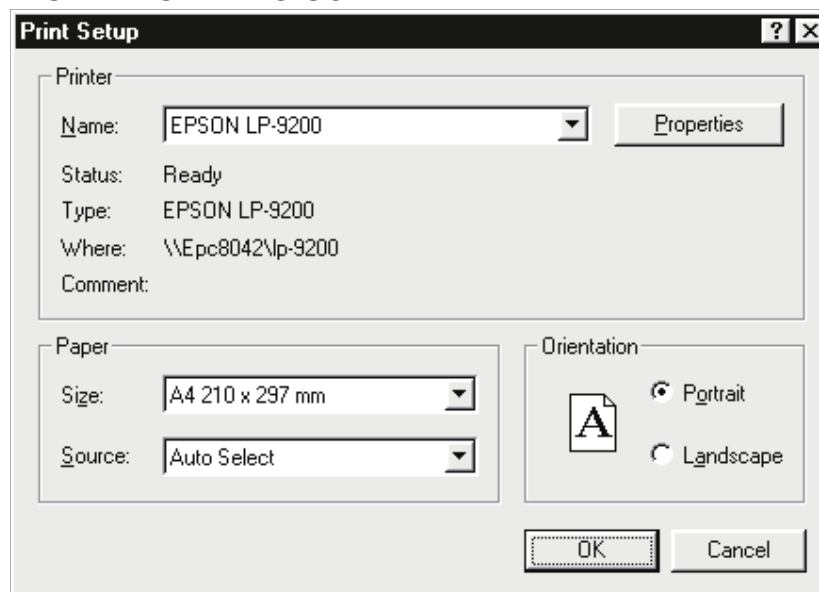 Print Setup
Printer
Name: EPSON LP-9200 Properties
Status: Ready
Type: EPSON LP-9200
Where: \\Epc8042\lp-9200
Comment:
Paper
Size: A4 210 x 297 mm
Source: Auto Select
Orientation
A
Portrait
Landscape
OK Cancel